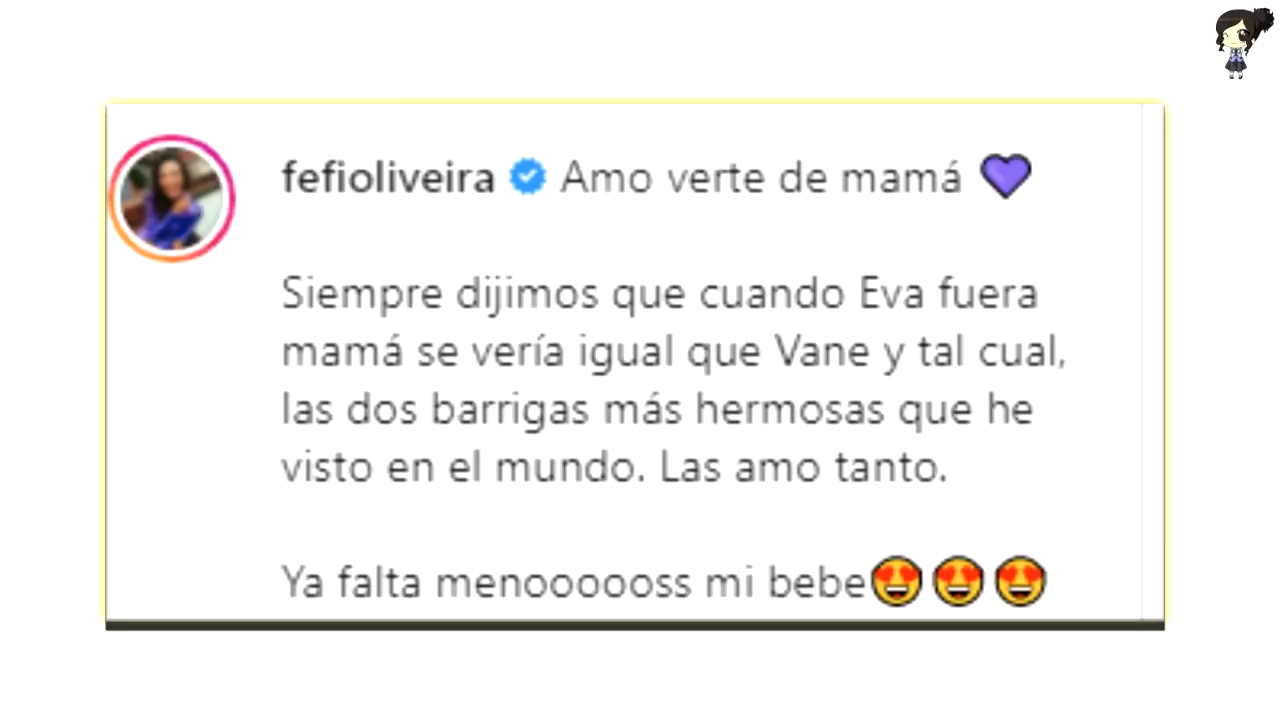 fefioliveira Amo verte de mamá 💜
Siempre dijimos que cuando Eva fuera
mamá se vería igual que Vane y tal cual,
las dos barrigas más hermosas que he
visto en el mundo. Las amo tanto.
Ya falta menoooooss mi bebe😍😍😍